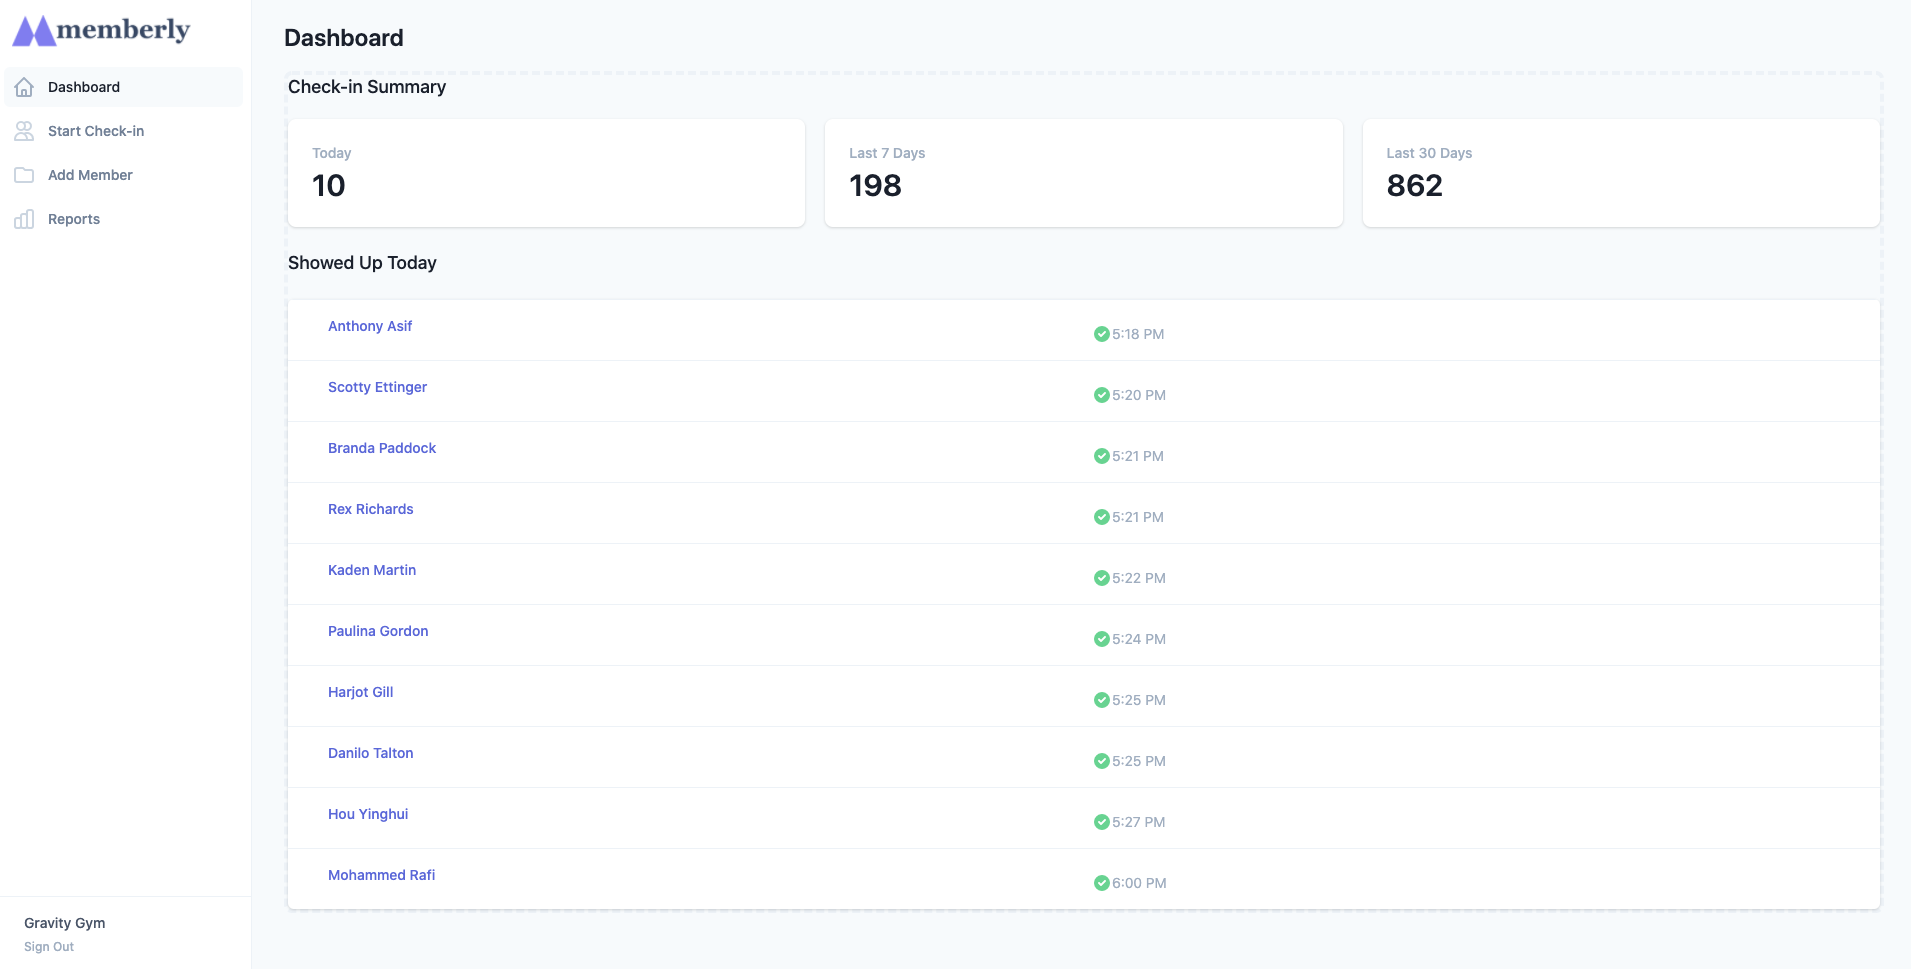 memberly
Dashboard
Start Check-in
Add Member
Reports
Gravity Gym
Sign Out
Dashboard
Check-in Summary
Today
10
Last 7 Days
198
Last 30 Days
862
Showed Up Today
Anthony Asif 5:18 PM
Scotty Ettinger 5:20 PM
Branda Paddock 5:21 PM
Rex Richards 5:21 PM
Kaden Martin 5:22 PM
Paulina Gordon 5:24 PM
Harjot Gill 5:25 PM
Danilo Talton 5:25 PM
Hou Yinghui 5:27 PM
Mohammed Rafi 6:00 PM